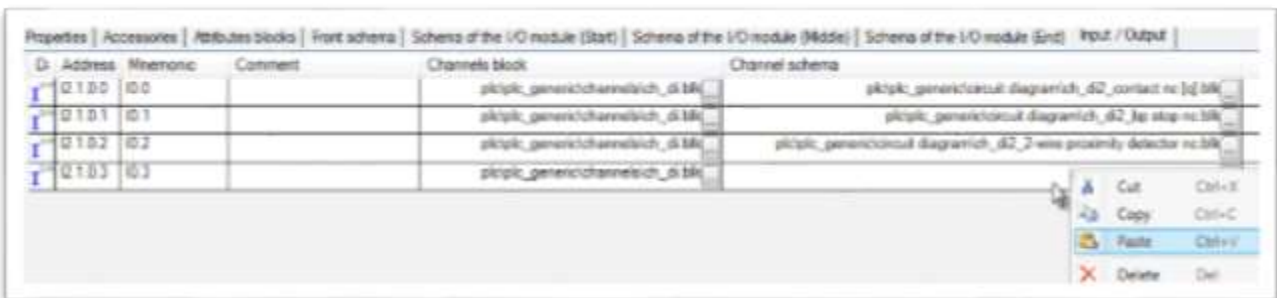 Properties | Accessories | Attributes blocks | Front schema | Schema of the I/O module (Start) | Schema of the I/O module (Middle) | Schema of the I/O module (End) | Input / Output |
D. Address Mnemonic Comment Channels block Channel schema
I I2.1.0.0 I0.0 plc\plc_generic\channels\ch_di.blk ... plc\plc_generic\circuit diagram\ch_di2_contact nc [q].blk ...
I I2.1.0.1 I0.1 plc\plc_generic\channels\ch_di.blk ... plc\plc_generic\circuit diagram\ch_di2_bp stop nc.blk ...
I I2.1.0.2 I0.2 plc\plc_generic\channels\ch_di.blk ... plc\plc_generic\circuit diagram\ch_di2_2-wire proximity detector nc.blk ...
I I2.1.0.3 I0.3 plc\plc_generic\channels\ch_di.blk ...
Cut Ctrl+X
Copy Ctrl+C
Paste Ctrl+V
Delete Del